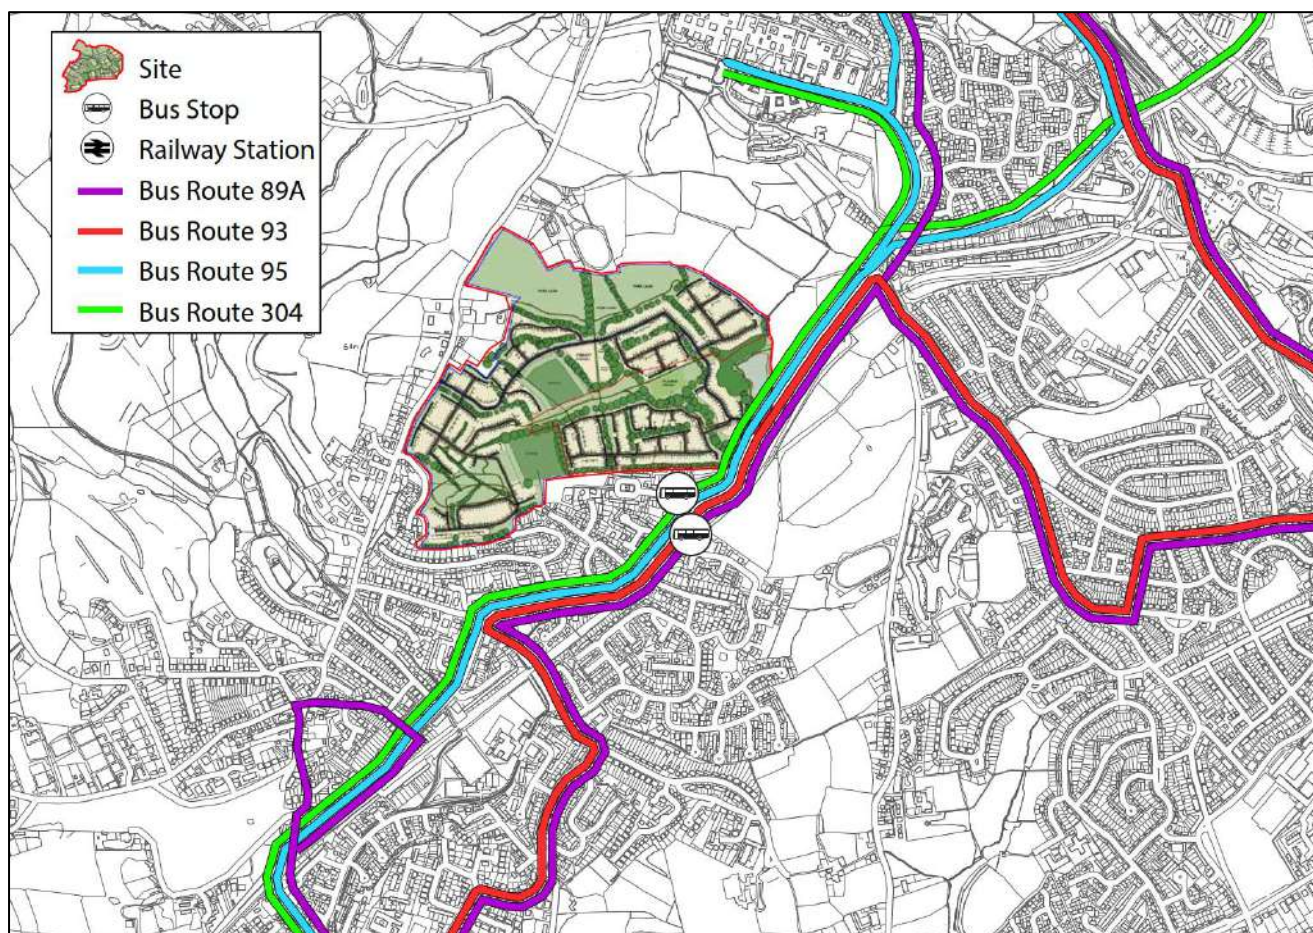 Site
Bus Stop
Railway Station
Bus Route 89A
Bus Route 93
Bus Route 95
Bus Route 304